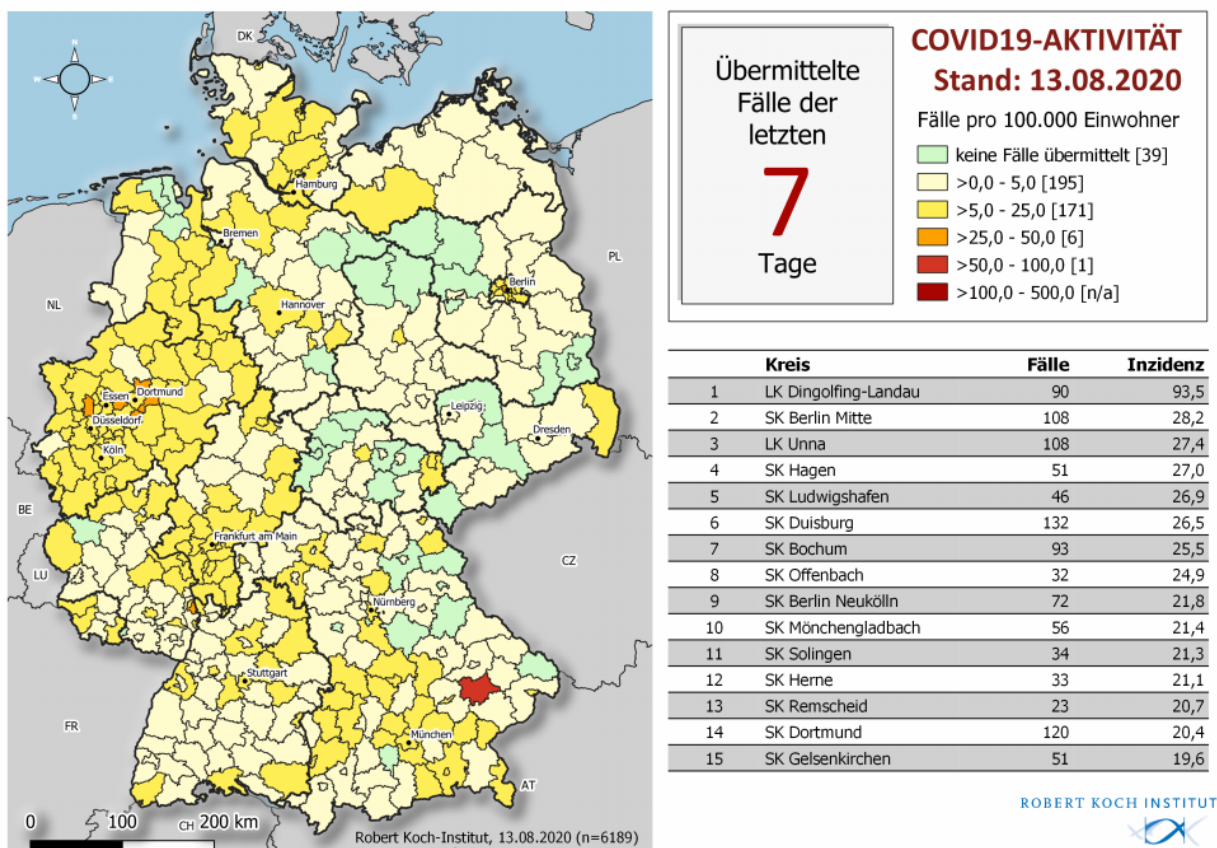 DK
N
W
E
S
Hamburg
Bremen
PL
Berlin
NL
Hannover
Essen
Dortmund
Düsseldorf
Leipzig
Dresden
Köln
BE
Frankfurt am Main
LU
CZ
Nürnberg
Stuttgart
FR
München
AT
0 100 200 km
CH
Robert Koch-Institut, 13.08.2020 (n=6189)
Übermittelte
Fälle der
letzten
7
Tage
COVID19-AKTIVITÄT
Stand: 13.08.2020
Fälle pro 100.000 Einwohner
keine Fälle übermittelt [39]
>0,0 - 5,0 [195]
>5,0 - 25,0 [171]
>25,0 - 50,0 [6]
>50,0 - 100,0 [1]
>100,0 - 500,0 [n/a]
Kreis Fälle Inzidenz
1 LK Dingolfing-Landau 90 93,5
2 SK Berlin Mitte 108 28,2
3 LK Unna 108 27,4
4 SK Hagen 51 27,0
5 SK Ludwigshafen 46 26,9
6 SK Duisburg 132 26,5
7 SK Bochum 93 25,5
8 SK Offenbach 32 24,9
9 SK Berlin Neukölln 72 21,8
10 SK Mönchengladbach 56 21,4
11 SK Solingen 34 21,3
12 SK Herne 33 21,1
13 SK Remscheid 23 20,7
14 SK Dortmund 120 20,4
15 SK Gelsenkirchen 51 19,6
ROBERT KOCH INSTITUT